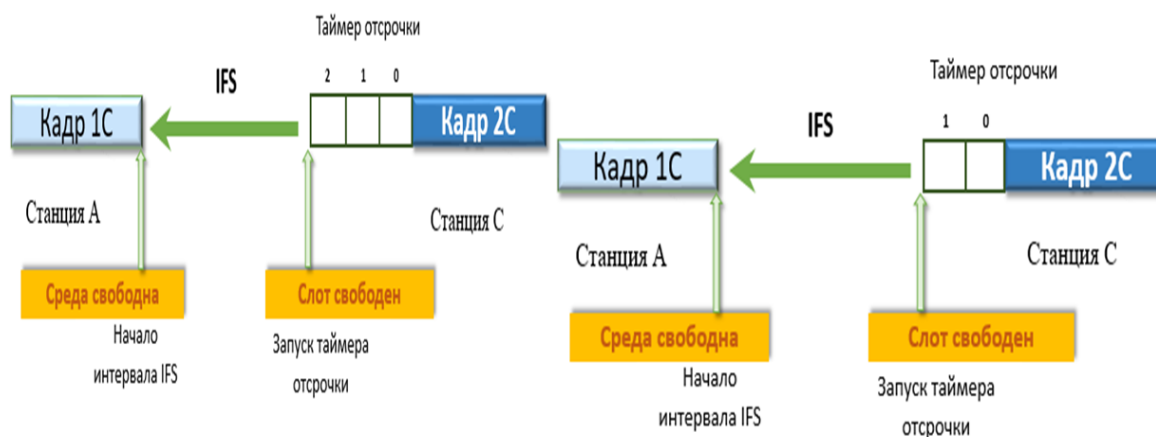 Таймер отсрочки
IFS
2 1 0
Кадр 1С
Кадр 2С
Станция А
Станция С
Среда свободна
Слот свободен
Начало
интервала IFS
Запуск таймера
отсрочки
Таймер отсрочки
IFS
1 0
Кадр 1С
Кадр 2С
Станция А
Станция С
Среда свободна
Слот свободен
Начало
интервала IFS
Запуск таймера
отсрочки